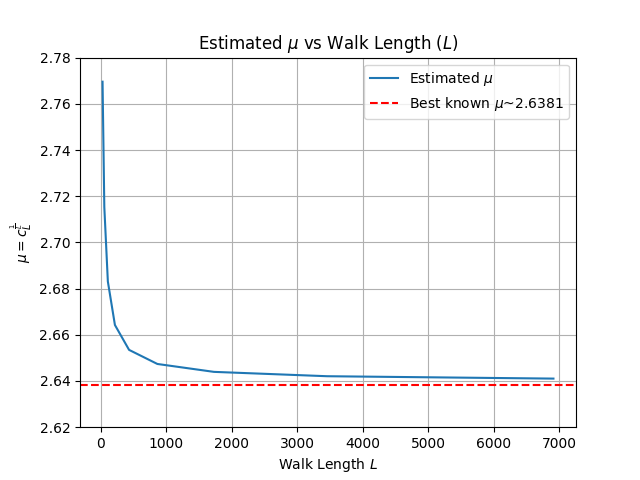 Estimated μ vs Walk Length (L)
2.78
2.76
2.74
2.72
2.70
2.68
2.66
2.64
2.62
μ = c_L^{1/L}
Estimated μ
Best known μ~2.6381
0 1000 2000 3000 4000 5000 6000 7000
Walk Length L